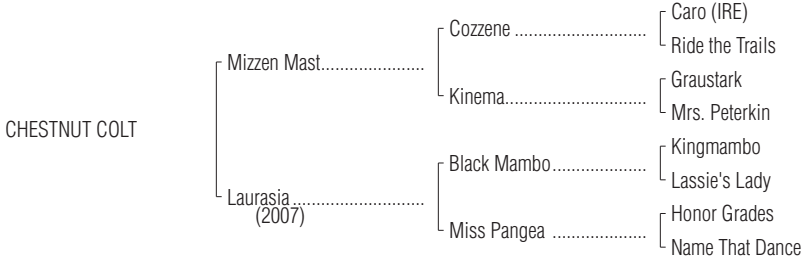 Caro (IRE)
Cozzene ............................
Ride the Trails
Mizzen Mast......................
Graustark
Kinema..............................
Mrs. Peterkin
CHESTNUT COLT
Kingmambo
Black Mambo....................
Lassie's Lady
Laurasia ............................
(2007)
Honor Grades
Miss Pangea ....................
Name That Dance